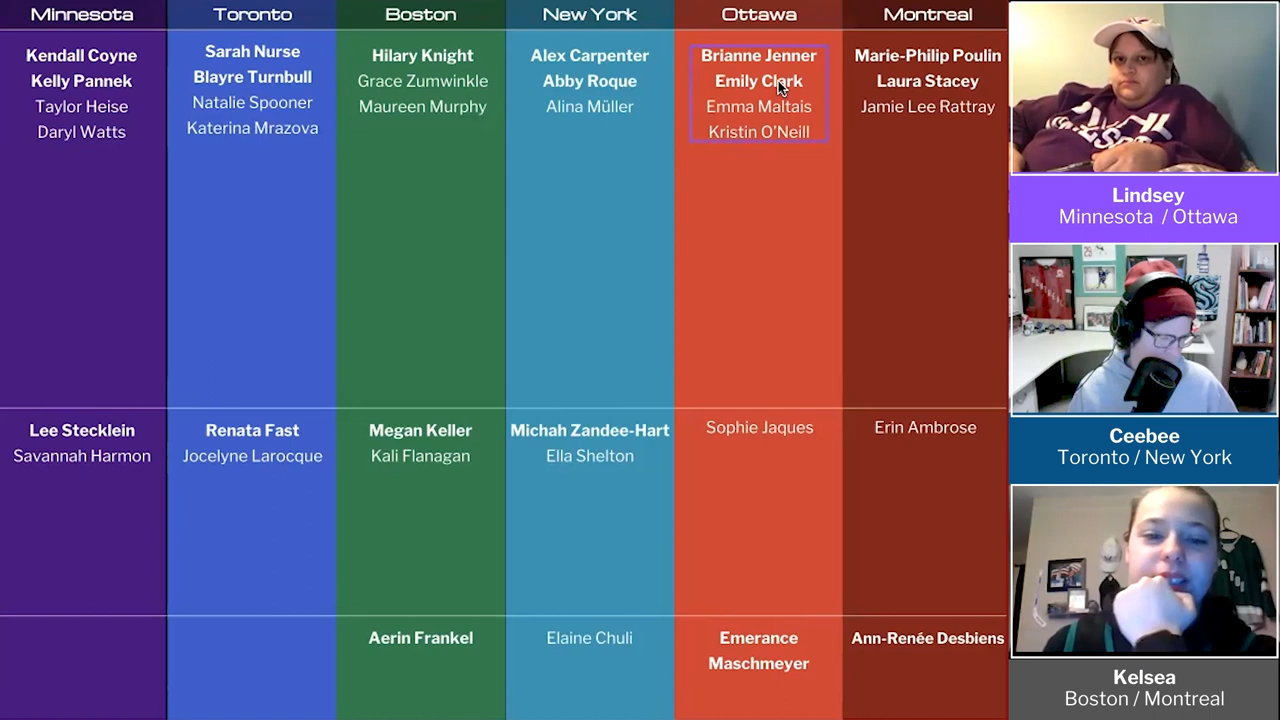 Minnesota
Kendall Coyne
Kelly Pannek
Taylor Heise
Daryl Watts
Lee Stecklein
Savannah Harmon
Toronto
Sarah Nurse
Blayre Turnbull
Natalie Spooner
Katerina Mrazova
Renata Fast
Jocelyne Larocque
Boston
Hilary Knight
Grace Zumwinkle
Maureen Murphy
Megan Keller
Kali Flanagan
Aerin Frankel
New York
Alex Carpenter
Abby Roque
Alina Müller
Michah Zandee-Hart
Ella Shelton
Elaine Chuli
Ottawa
Brianne Jenner
Emily Clark
Emma Maltais
Kristin O'Neill
Sophie Jaques
Emerance
Maschmeyer
Montreal
Marie-Philip Poulin
Laura Stacey
Jamie Lee Rattray
Erin Ambrose
Ann-Renée Desbiens
Lindsey
Minnesota / Ottawa
Ceebee
Toronto / New York
Kelsea
Boston / Montreal